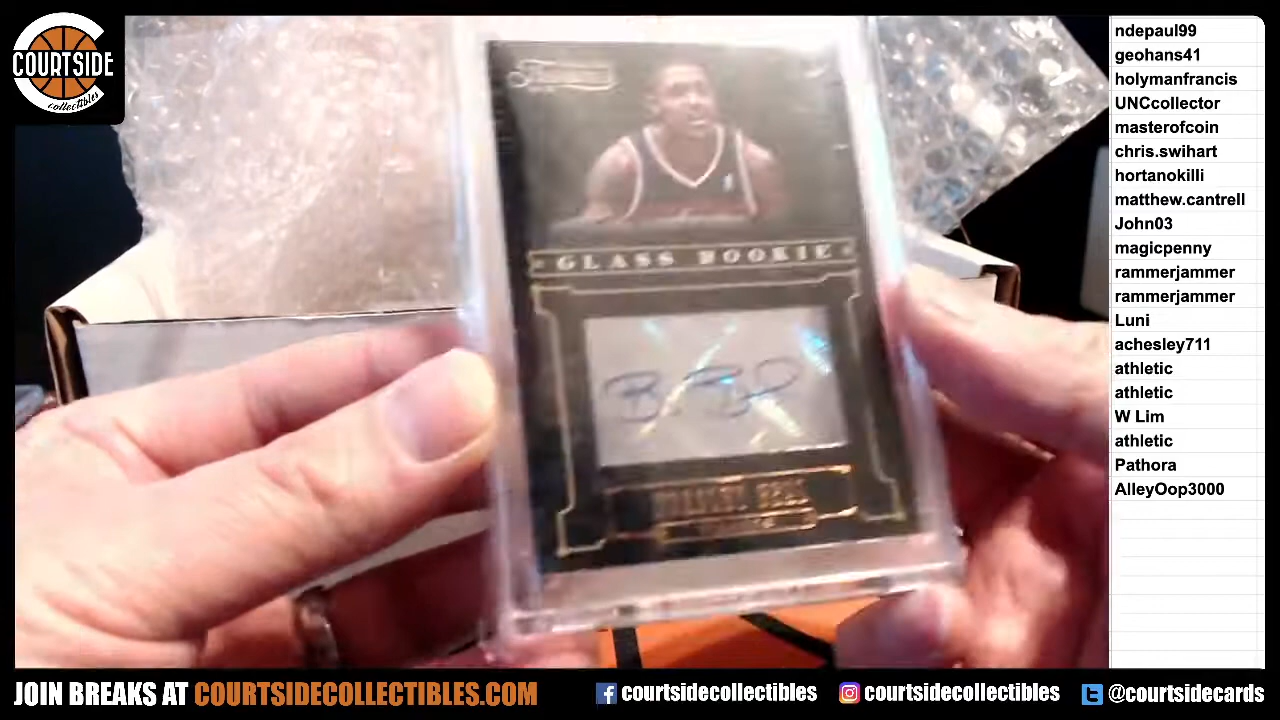 COURTSIDE
collectibles
GLASS ROOKIE
ndepaul99
geohans41
holymanfrancis
UNCcollector
masterofcoin
chris.swihart
hortanokilli
matthew.cantrell
John03
magicpenny
rammerjammer
rammerjammer
Luni
achesley711
athletic
athletic
W Lim
athletic
Pathora
AlleyOop3000
JOIN BREAKS AT COURTSIDECOLLECTIBLES.COM
courtsidecollectibles
courtsidecollectibles
@courtsidecards